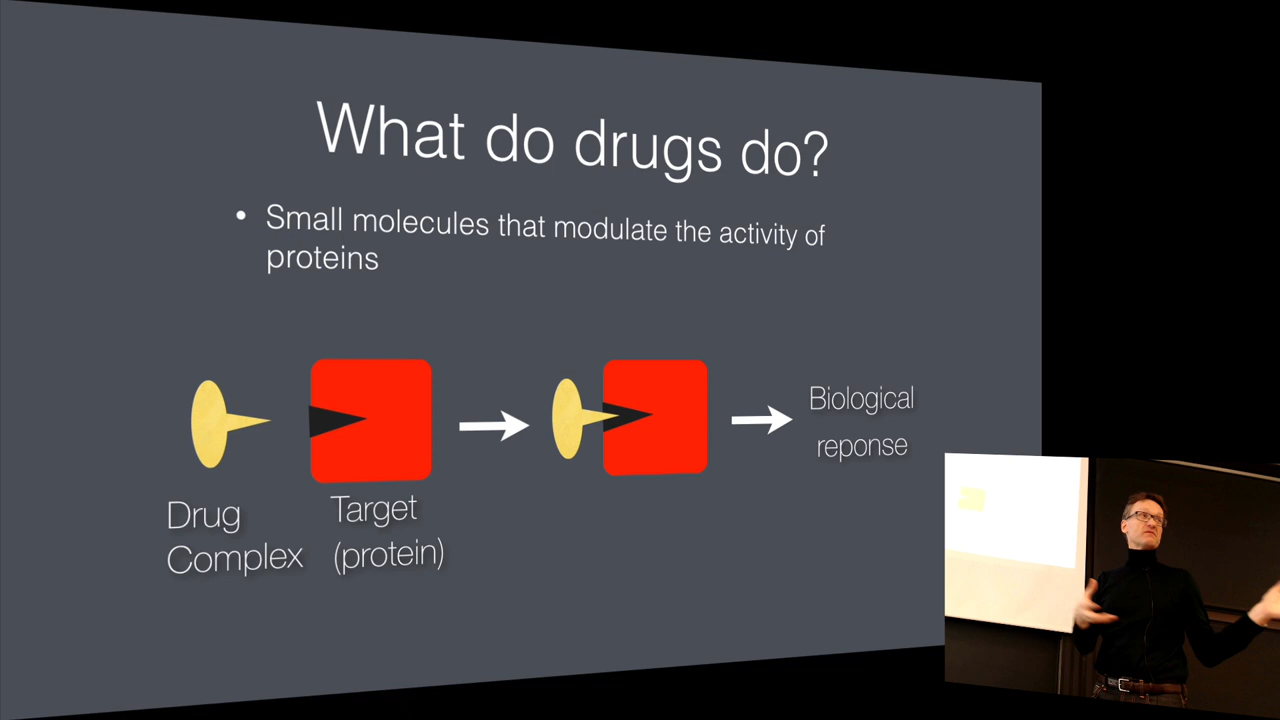 What do drugs do?
• Small molecules that modulate the activity of
proteins
Biological
reponse
Drug
Complex
Target
(protein)